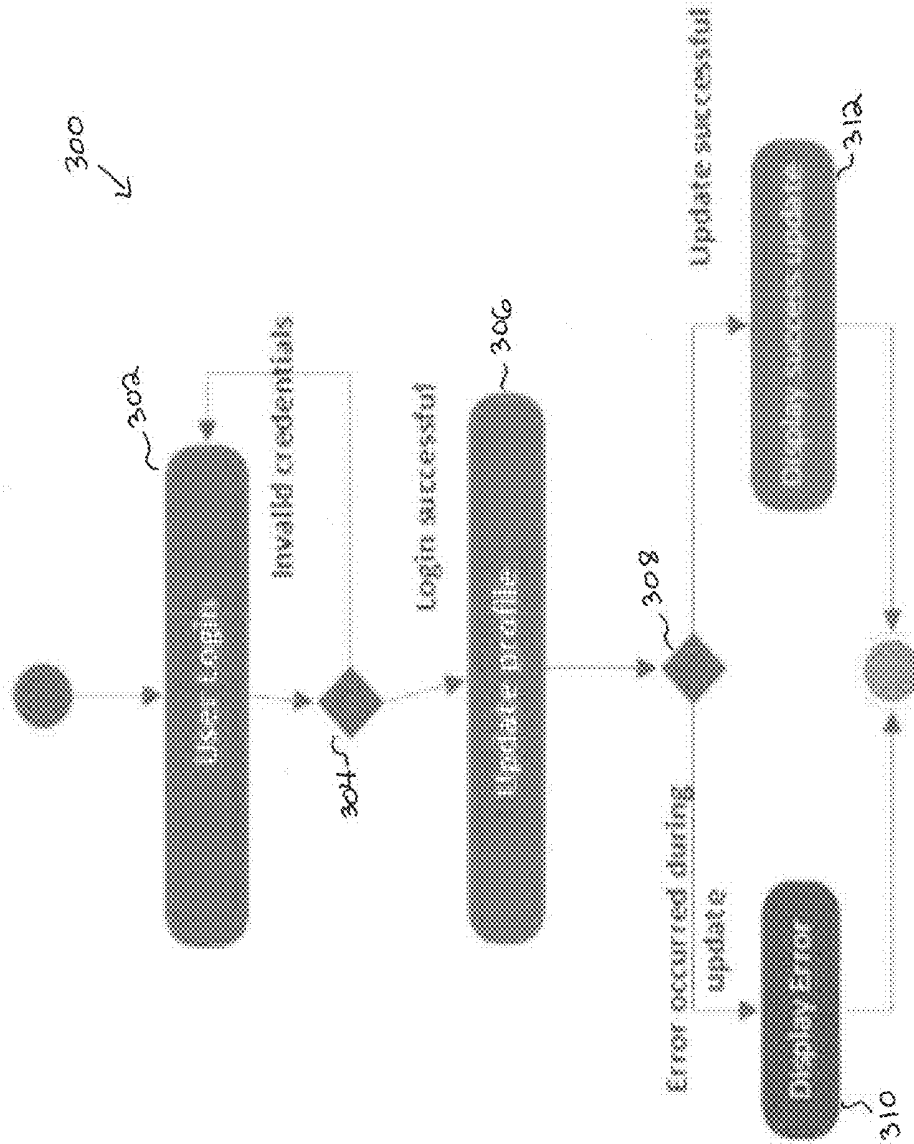 300
302
User Login
Invalid credentials
304
Login successful
306
Update profile
308
Error occurred during
update
Update successful
Display Error
310
312